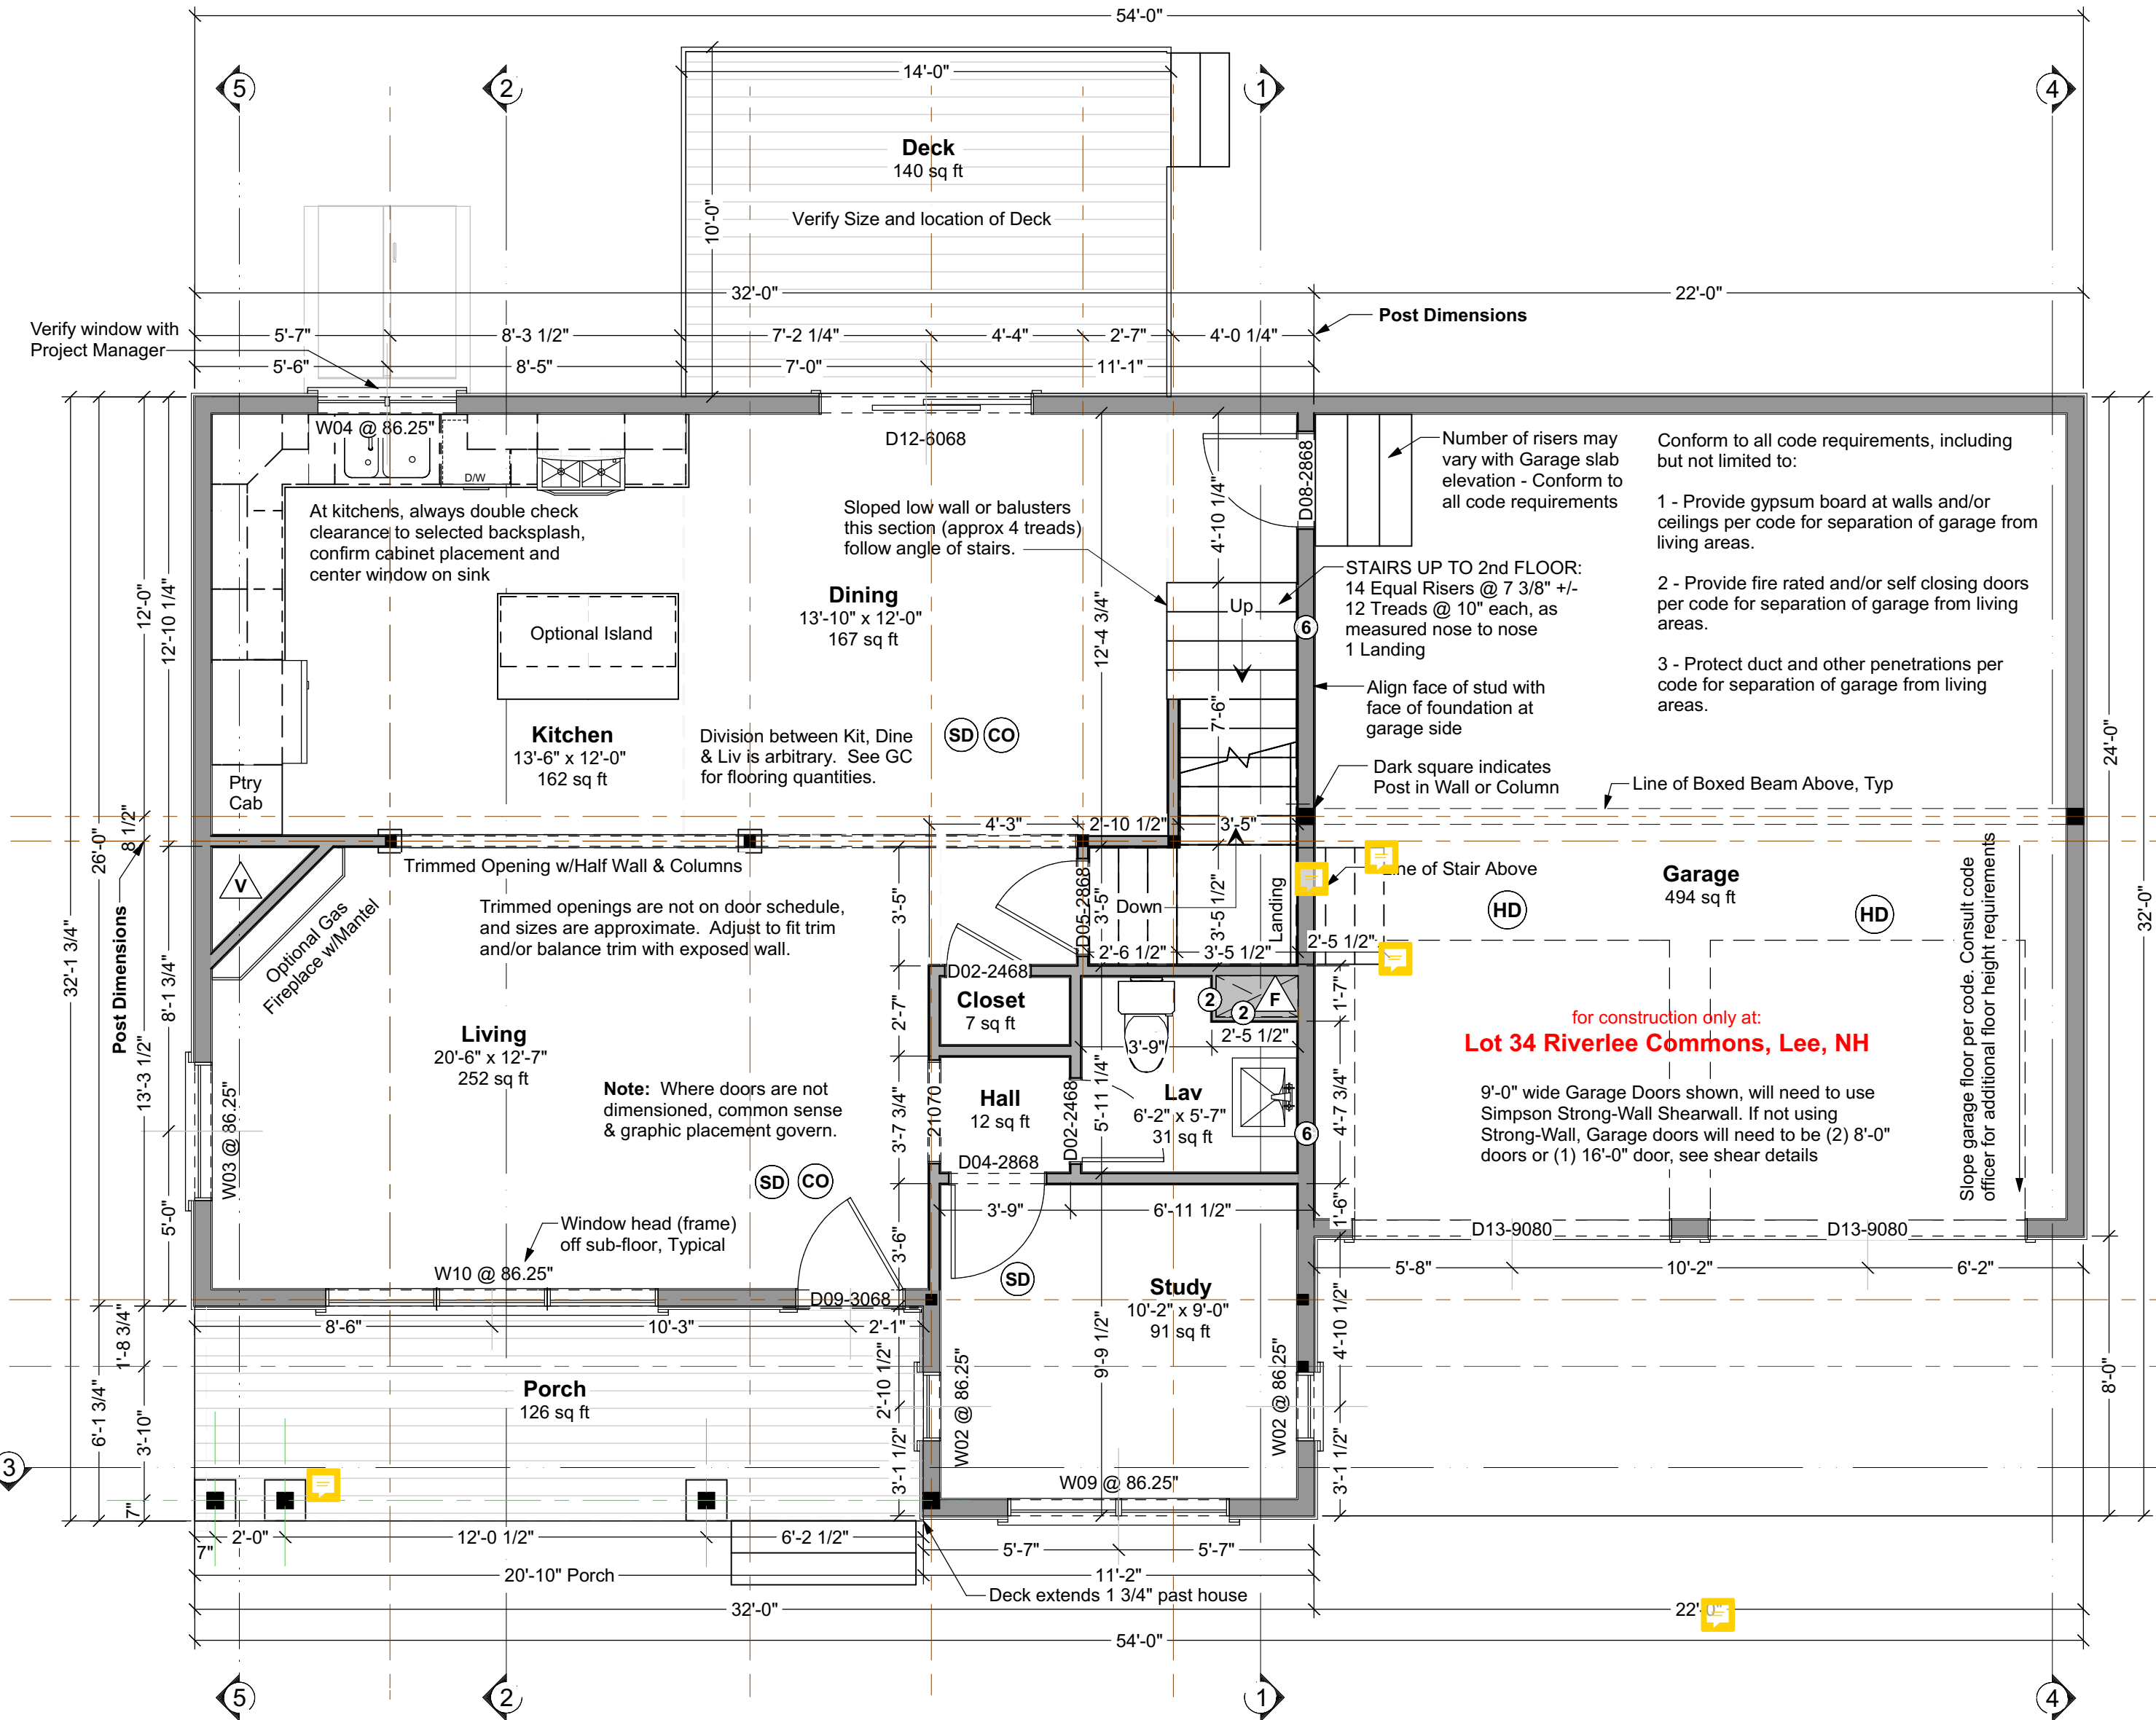 54'-0"
5
2
1
4
14'-0"
Deck
140 sq ft
Verify Size and location of Deck
10'-0"
32'-0"
22'-0"
Verify window with
Project Manager
5'-7"
8'-3 1/2"
7'-2 1/4"
4'-4"
2'-7"
4'-0 1/4"
Post Dimensions
5'-6"
8'-5"
7'-0"
11'-1"
W04 @ 86.25"
D/W
D12-6068
D08-2868
At kitchens, always double check
clearance to selected backsplash,
confirm cabinet placement and
center window on sink
Sloped low wall or balusters
this section (approx 4 treads)
follow angle of stairs.
4'-10 1/4"
Number of risers may
vary with Garage slab
elevation - Conform to
all code requirements
Conform to all code requirements, including
but not limited to:
1 - Provide gypsum board at walls and/or
ceilings per code for separation of garage from
living areas.
2 - Provide fire rated and/or self closing doors
per code for separation of garage from living
areas.
3 - Protect duct and other penetrations per
code for separation of garage from living
areas.
STAIRS UP TO 2nd FLOOR:
14 Equal Risers @ 7 3/8" +/-
12 Treads @ 10" each, as
measured nose to nose
1 Landing
Up
6
Dining
13'-10" x 12'-0"
167 sq ft
Optional Island
12'-4 3/4"
7'-6"
Align face of stud with
face of foundation at
garage side
Kitchen
13'-6" x 12'-0"
162 sq ft
Division between Kit, Dine
& Liv is arbitrary. See GC
for flooring quantities.
SD
CO
Ptry
Cab
Dark square indicates
Post in Wall or Column
Line of Boxed Beam Above, Typ
12'-0"
12'-10 1/4"
8 1/2"
26'-0"
32'-1 3/4"
Post Dimensions
13'-3 1/2"
8'-1 3/4"
5'-0"
24'-0"
32'-0"
8'-0"
4'-3"
2'-10 1/2"
3'-5"
Trimmed Opening w/Half Wall & Columns
V
Optional Gas
Fireplace w/Mantel
Trimmed openings are not on door schedule,
and sizes are approximate. Adjust to fit trim
and/or balance trim with exposed wall.
3'-5"
D05-2868
3'-5"
Down
3'-5 1/2"
Landing
ine of Stair Above
2'-6 1/2"
3'-5 1/2"
2'-5 1/2"
Garage
494 sq ft
HD
HD
Slope garage floor per code. Consult code
officer for additional floor height requirements
D02-2468
Closet
7 sq ft
2'-7"
2
2
F
1'-7"
2'-5 1/2"
3'-9"
for construction only at:
Lot 34 Riverlee Commons, Lee, NH
9'-0" wide Garage Doors shown, will need to use
Simpson Strong-Wall Shearwall. If not using
Strong-Wall, Garage doors will need to be (2) 8'-0"
doors or (1) 16'-0" door, see shear details
Living
20'-6" x 12'-7"
252 sq ft
Note: Where doors are not
dimensioned, common sense
& graphic placement govern.
3'-7 3/4"
21070
Hall
12 sq ft
D02-2468
5'-11 1/4"
Lav
6'-2" x 5'-7"
31 sq ft
4'-7 3/4"
6
W03 @ 86.25"
SD
CO
D04-2868
3'-9"
6'-11 1/2"
1'-6"
Window head (frame)
off sub-floor, Typical
3'-6"
W10 @ 86.25"
D09-3068
SD
D13-9080
D13-9080
5'-8"
10'-2"
6'-2"
Study
10'-2" x 9'-0"
91 sq ft
8'-6"
10'-3"
2'-1"
1'-8 3/4"
6'-1 3/4"
3'-10"
7"
2'-10 1/2"
3'-1 1/2"
W02 @ 86.25"
9'-9 1/2"
W02 @ 86.25"
4'-10 1/2"
3'-1 1/2"
Porch
126 sq ft
3
W09 @ 86.25"
7"
2'-0"
12'-0 1/2"
6'-2 1/2"
5'-7"
5'-7"
20'-10" Porch
11'-2"
Deck extends 1 3/4" past house
32'-0"
22'-0"
54'-0"
5
2
1
4